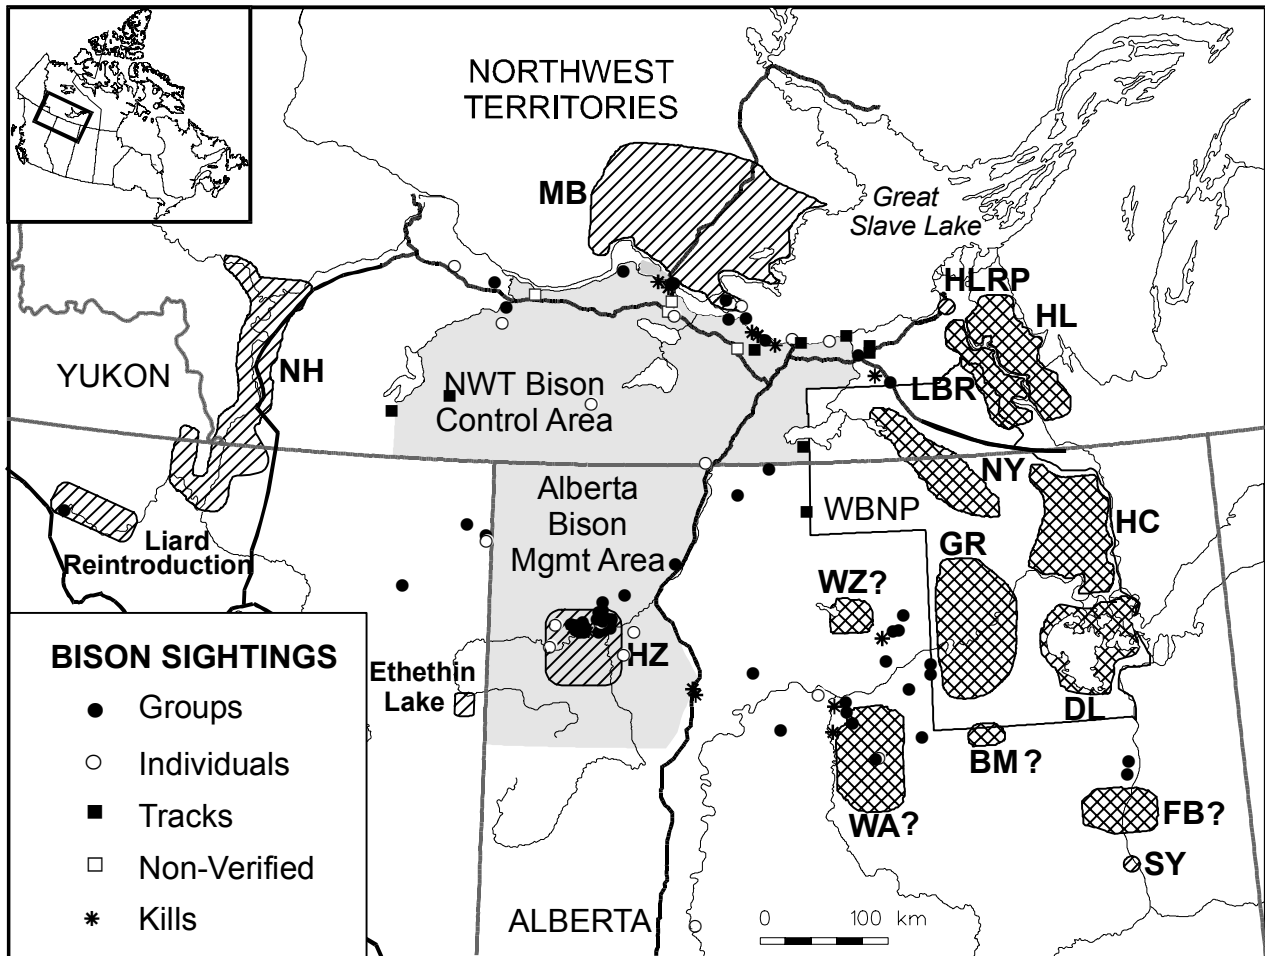 NORTHWEST
TERRITORIES
MB
Great
Slave Lake
HLRP
HL
YUKON
NH
NWT Bison
Control Area
LBR
NY
Alberta
Bison
Mgmt Area
WBNP
HC
Liard
Reintroduction
GR
WZ?
HZ
Ethethin
Lake
DL
BM ?
WA?
FB?
SY
BISON SIGHTINGS
Groups
Individuals
Tracks
Non-Verified
Kills
ALBERTA
0 100 km